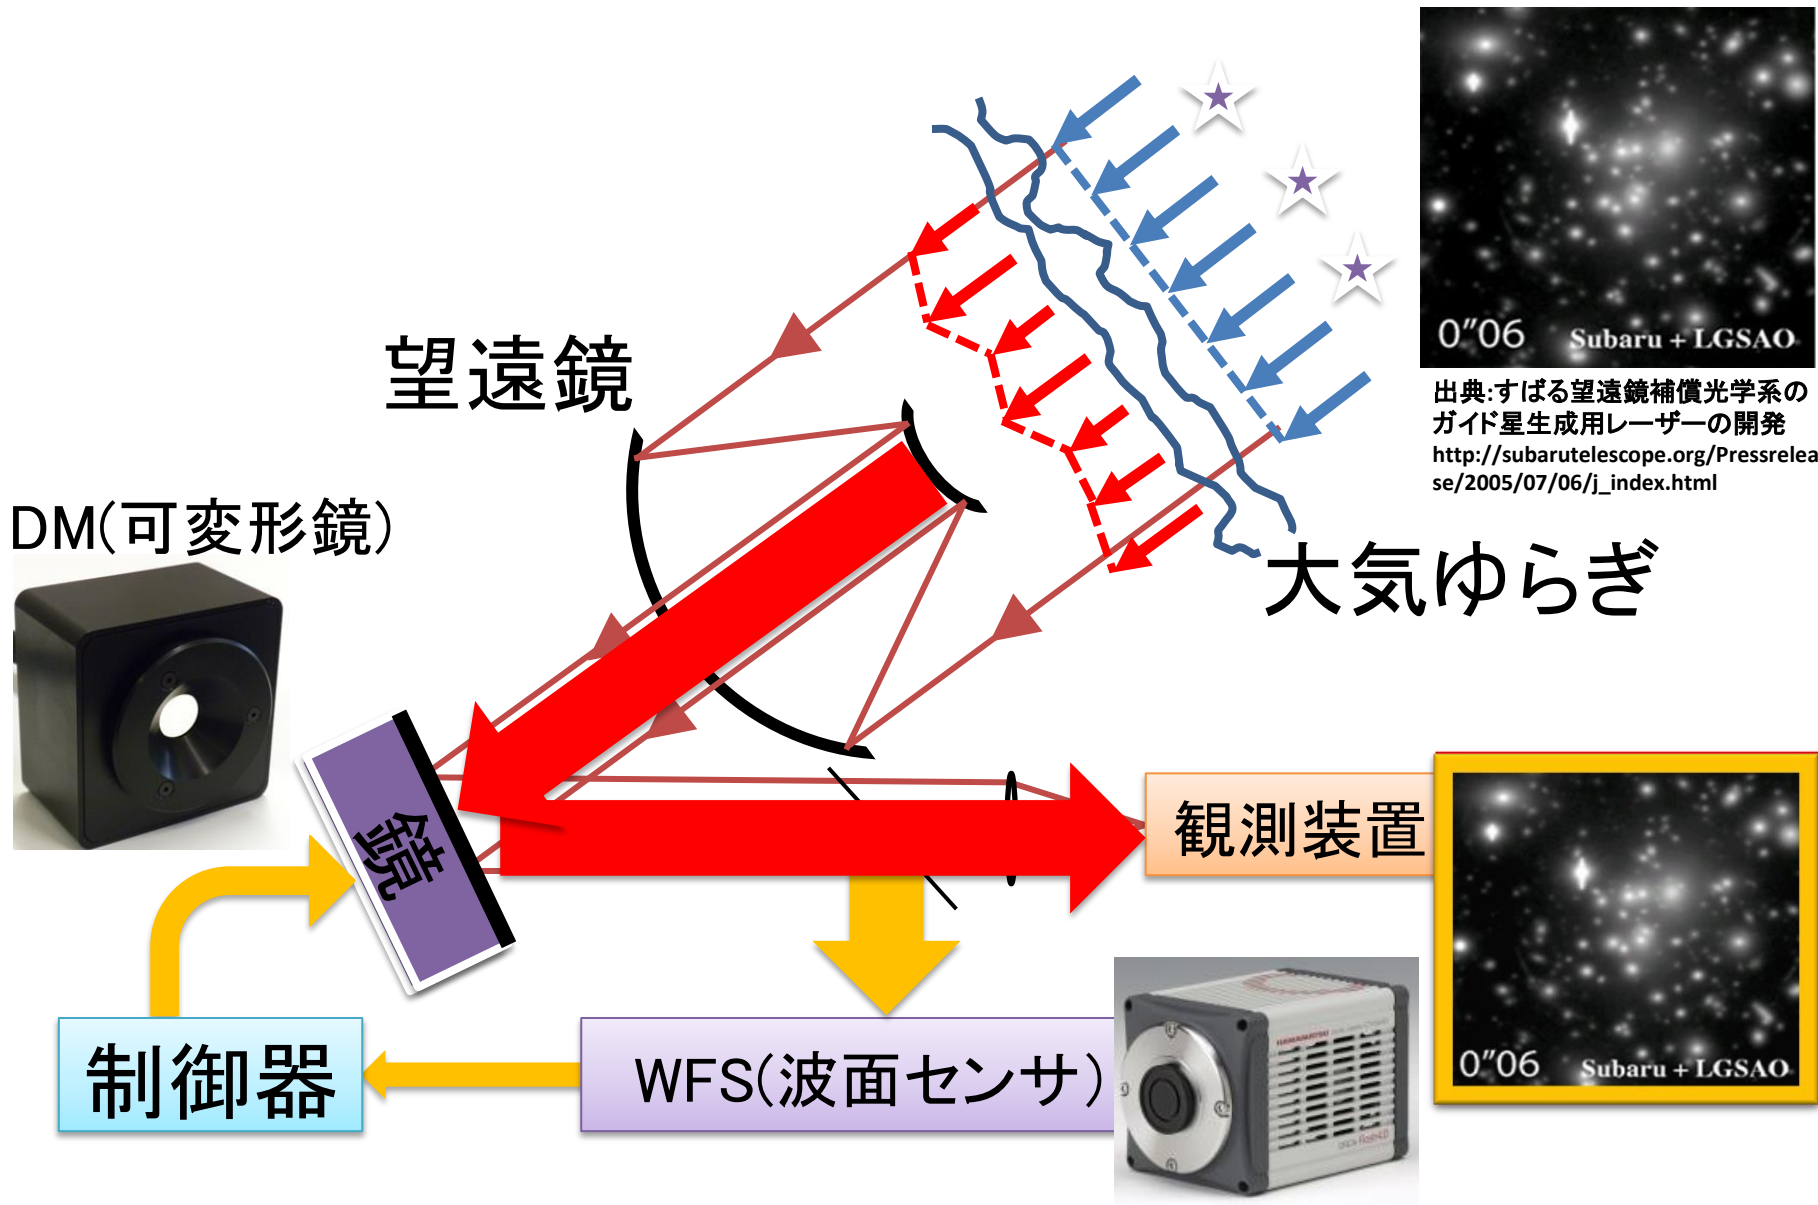 0"06 Subaru + LGSAO
出典:すばる望遠鏡補償光学系の
ガイド星生成用レーザーの開発
http://subarutelescope.org/Pressrelea
se/2005/07/06/j_index.html
望遠鏡
DM(可変形鏡)
大気ゆらぎ
鏡
観測装置
0"06 Subaru + LGSAO
制御器
WFS(波面センサ)
HAMAMATSU